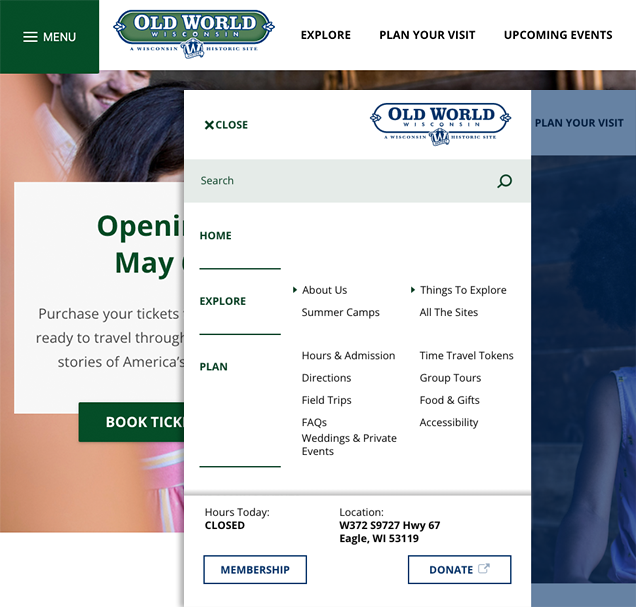 MENU
OLD WORLD
WISCONSIN
A WISCONSIN HISTORIC SITE
EXPLORE
PLAN YOUR VISIT
UPCOMING EVENTS
CLOSE
OLD WORLD
WISCONSIN
A WISCONSIN HISTORIC SITE
PLAN YOUR VISIT
Search
HOME
EXPLORE
About Us
Things To Explore
Summer Camps
All The Sites
PLAN
Hours & Admission
Time Travel Tokens
Directions
Group Tours
Field Trips
Food & Gifts
FAQs
Accessibility
Weddings & Private
Events
Hours Today:
CLOSED
Location:
W372 S9727 Hwy 67
Eagle, WI 53119
MEMBERSHIP
DONATE
May
Purchase your tickets
ready to travel through
stories of America's
BOOK